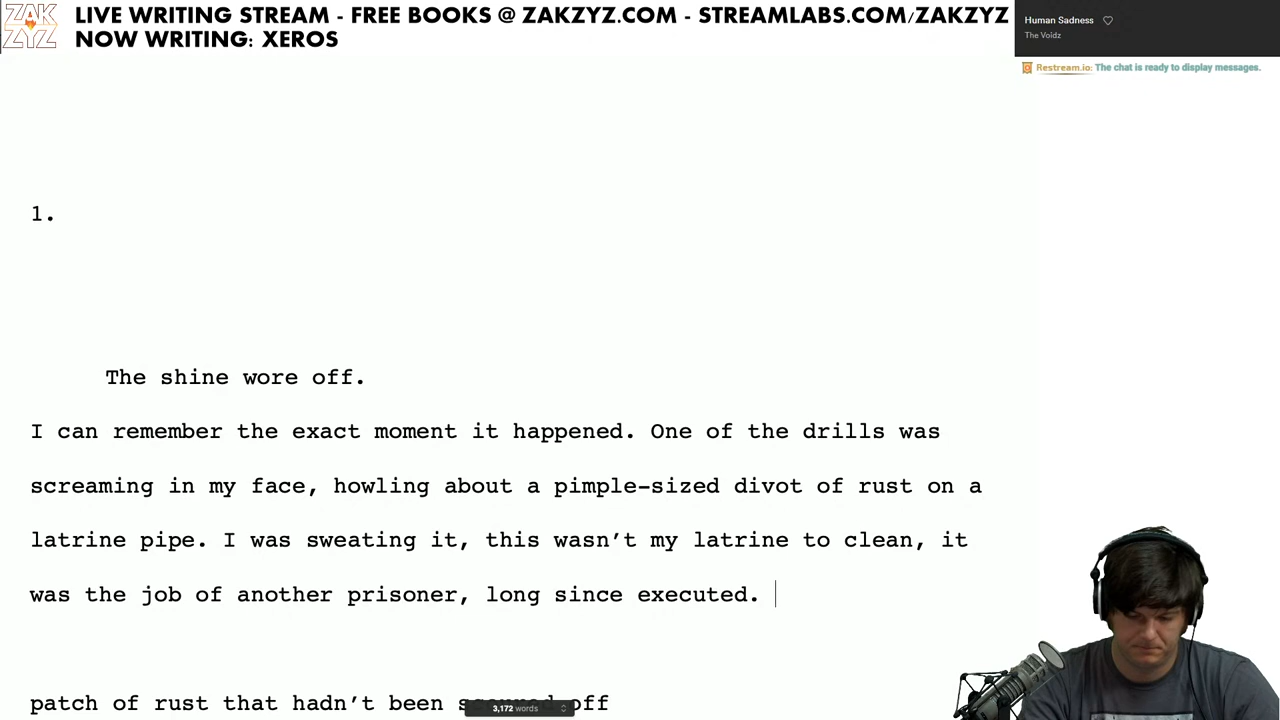 ZAK
ZYZ
LIVE WRITING STREAM - FREE BOOKS @ ZAKZYZ.COM - STREAMLABS.COM/ZAKZYZ
NOW WRITING: XEROS
Human Sadness
The Voidz
Restream.io: The chat is ready to display messages.
1.
The shine wore off.
I can remember the exact moment it happened. One of the drills was
screaming in my face, howling about a pimple-sized divot of rust on a
latrine pipe. I was sweating it, this wasn't my latrine to clean, it
was the job of another prisoner, long since executed.
patch of rust that hadn't been off
3,172 words